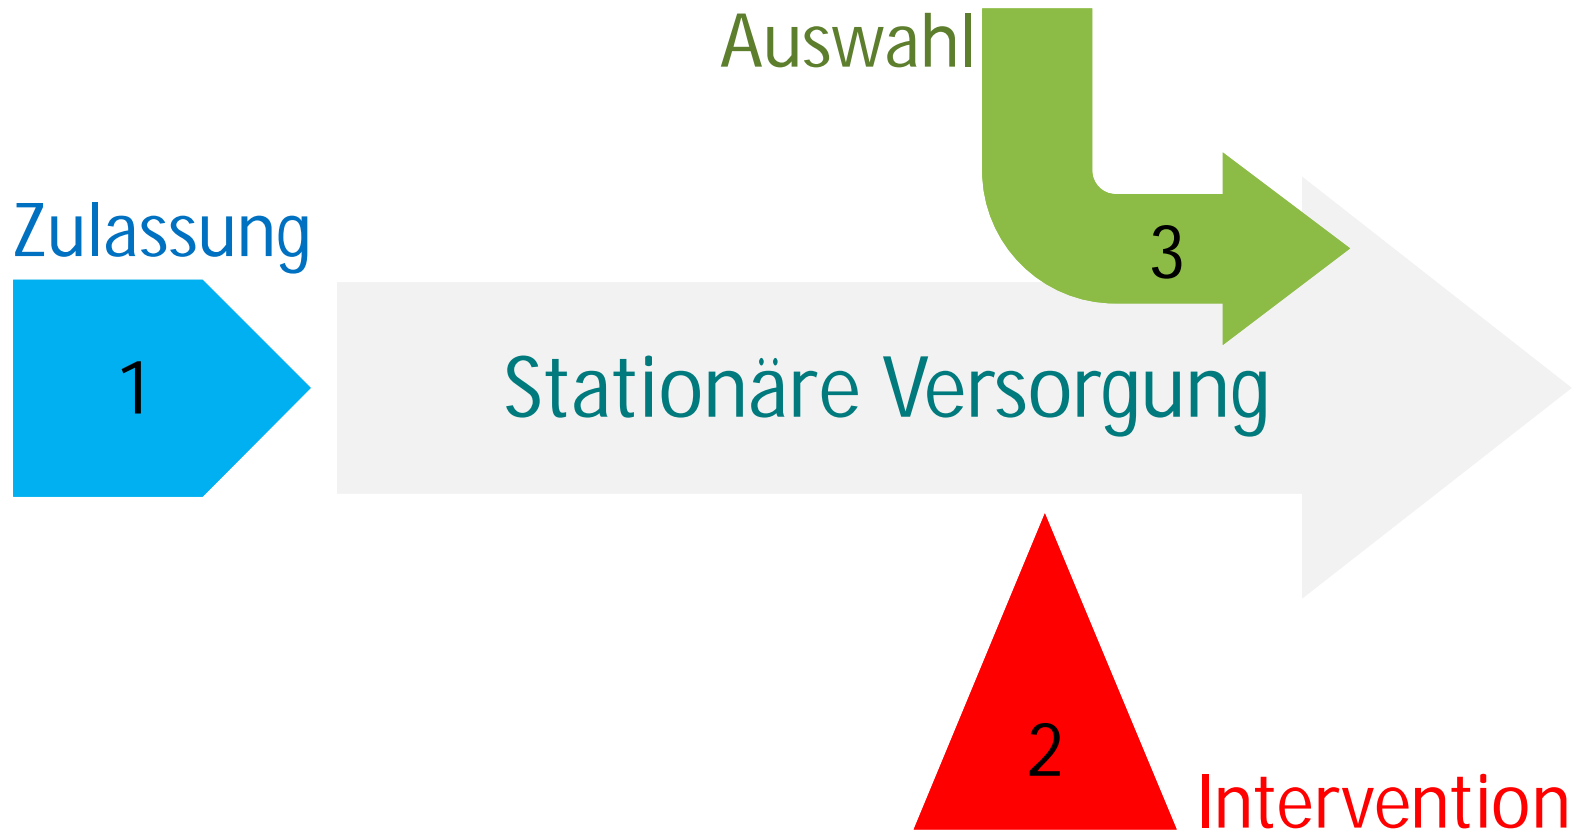 Auswahl
3
Zulassung
1
Stationäre Versorgung
2
Intervention